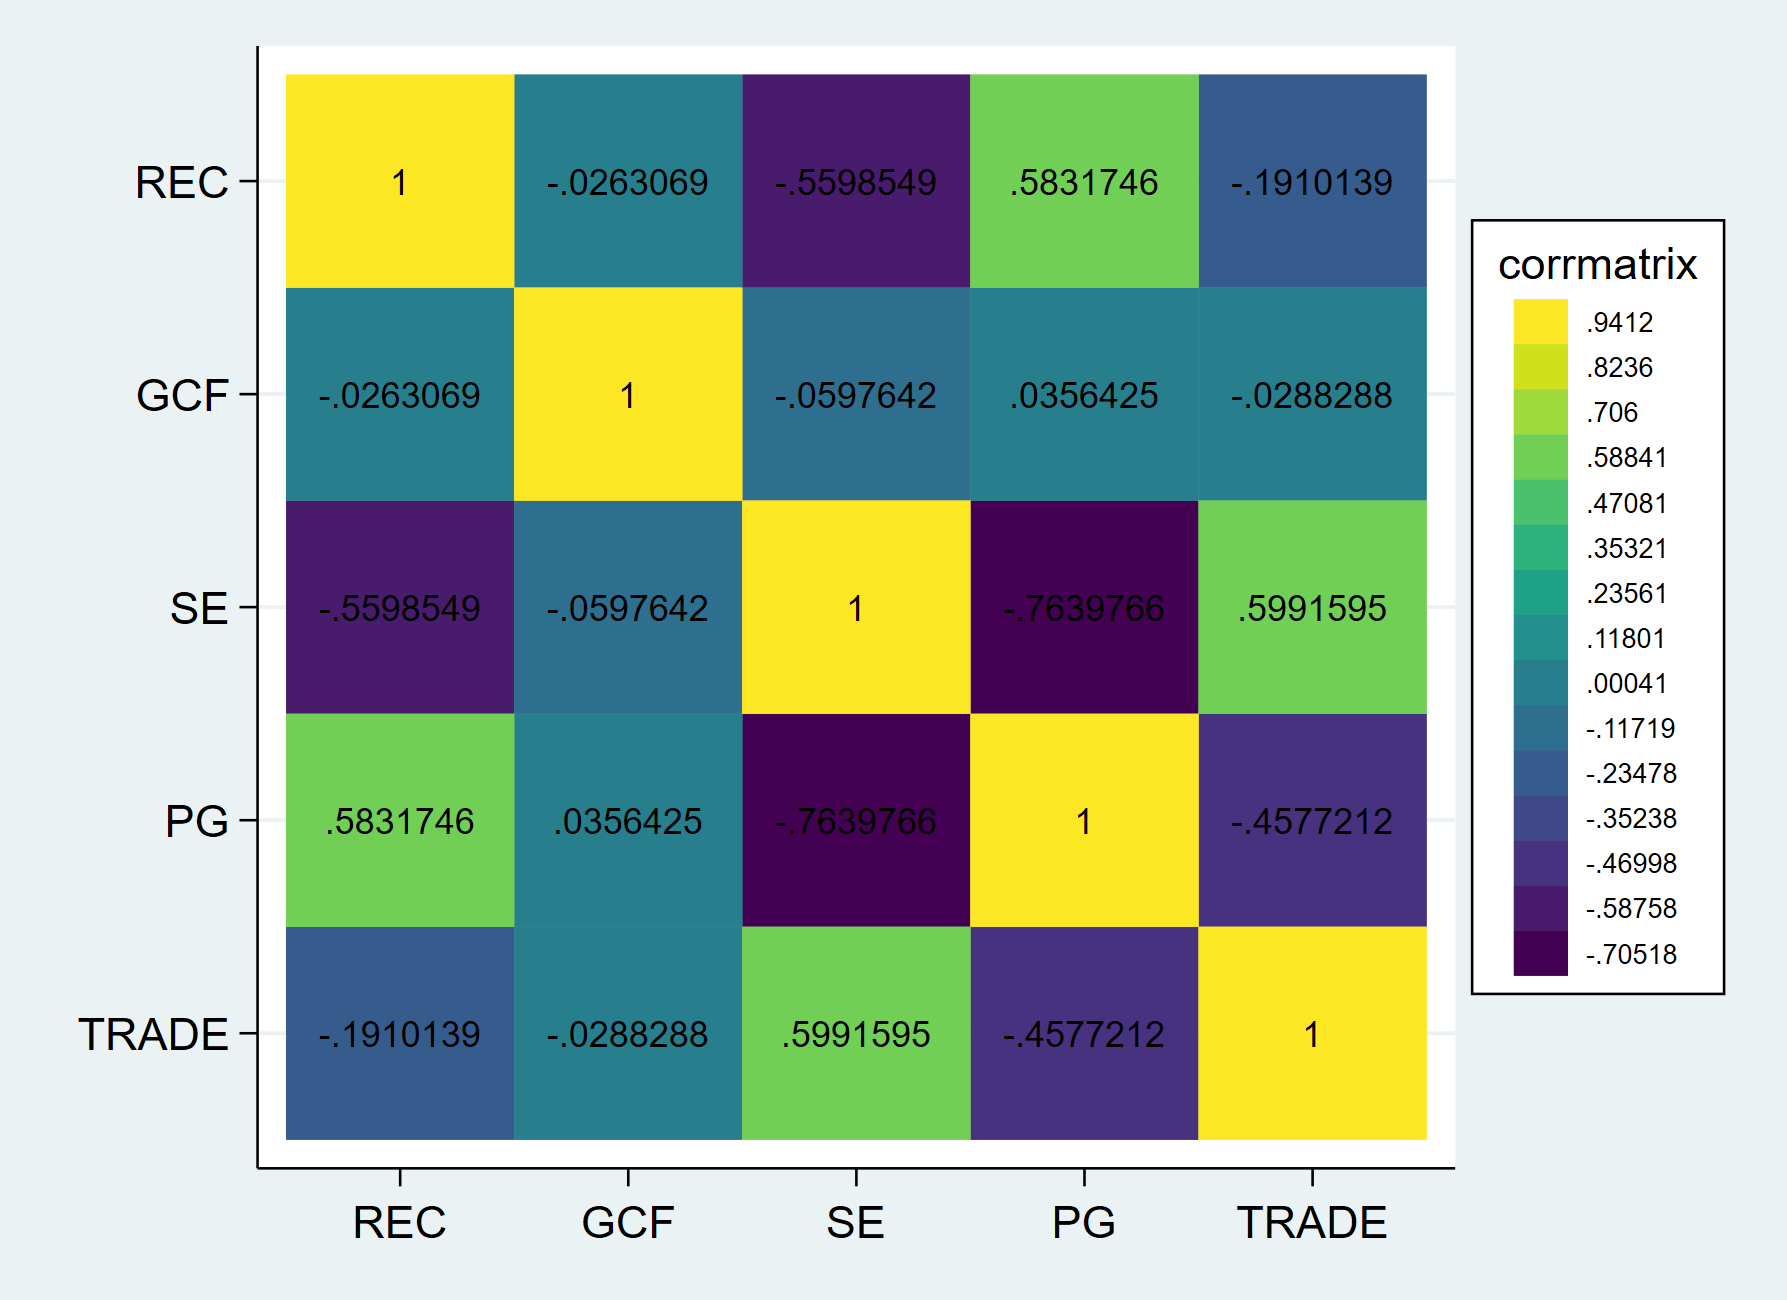 REC 1 -.0263069 -.5598549 .5831746 -.1910139
GCF -.0263069 1 -.0597642 .0356425 -.0288288
SE -.5598549 -.0597642 1 -.7639766 .5991595
PG .5831746 .0356425 -.7639766 1 -.4577212
TRADE -.1910139 -.0288288 .5991595 -.4577212 1
REC GCF SE PG TRADE
corrmatrix
.9412
.8236
.706
.58841
.47081
.35321
.23561
.11801
.00041
-.11719
-.23478
-.35238
-.46998
-.58758
-.70518